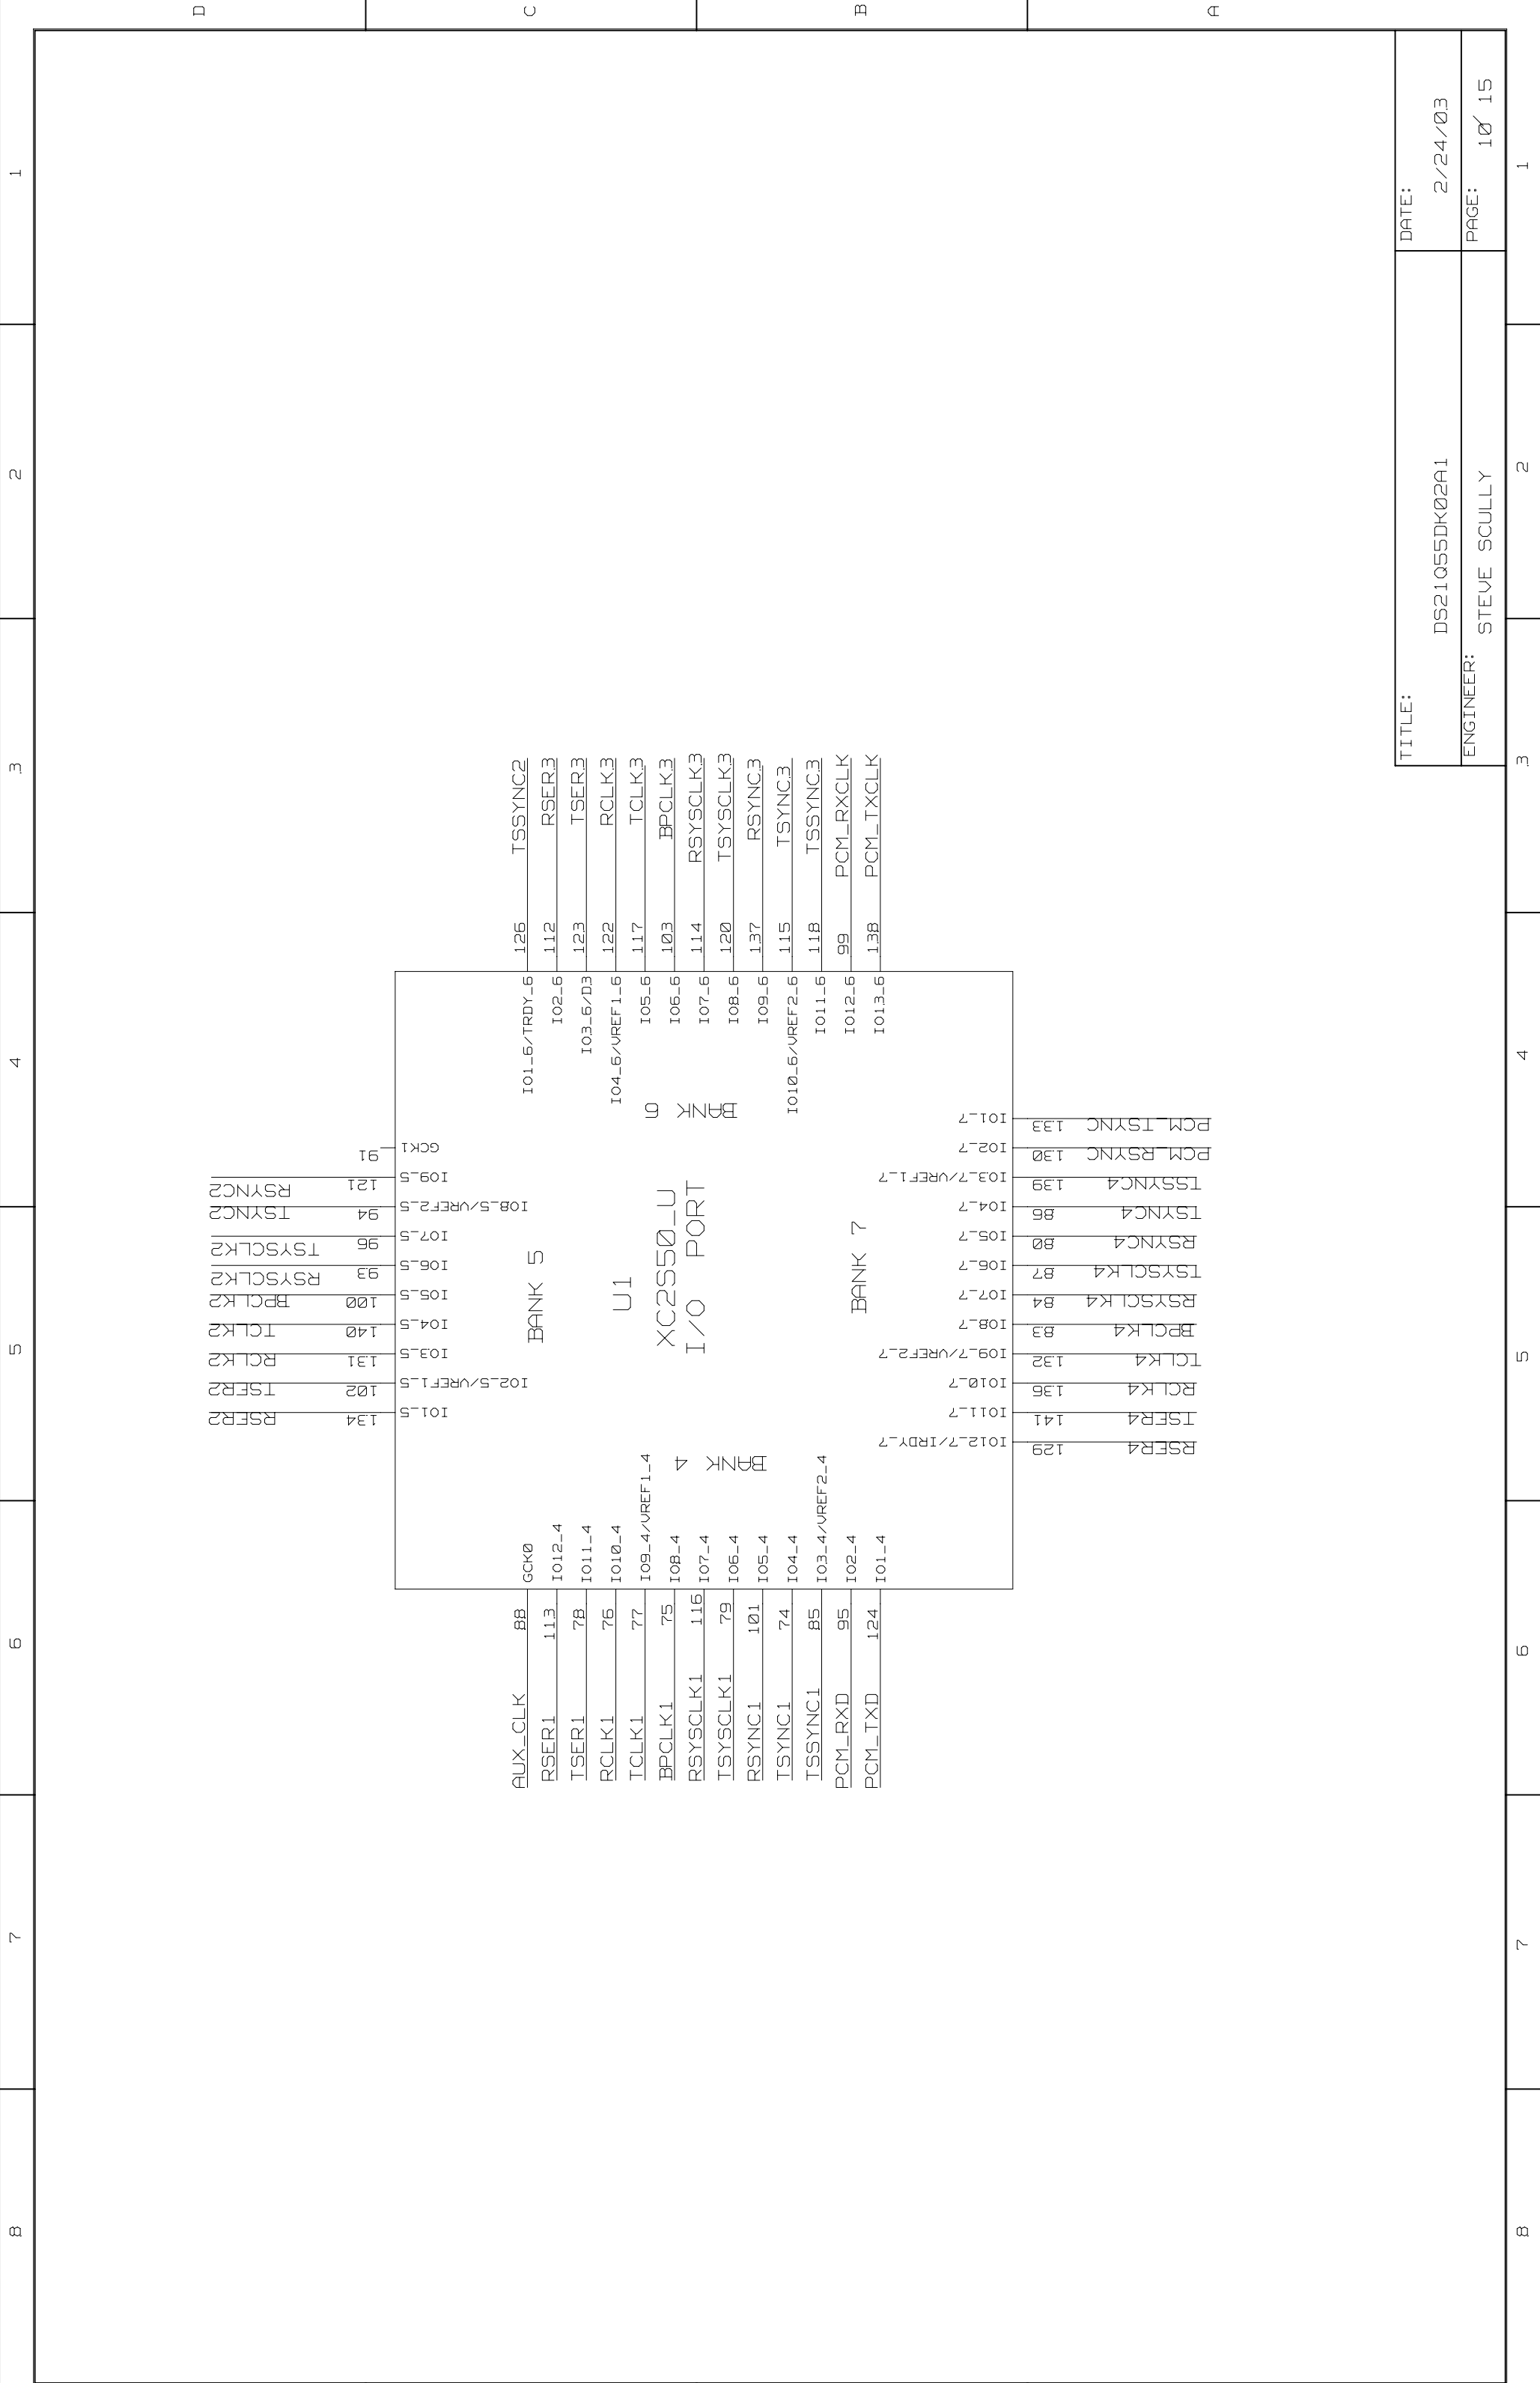 D
C
B
A
1
2
3
4
5
6
7
8
1
2
3
4
5
6
7
8
TITLE:
DS21Q55DK02A1
DATE:
2/24/03
ENGINEER:
STEVE SCULLY
PAGE:
10/ 15
U1
XC2S50_U
I/O PORT
BANK 5
BANK 6
BANK 7
BANK 4
AUX_CLK 88 GCK0
RSER1 113 IO12_4
TSER1 78 IO11_4
RCLK1 76 IO10_4
TCLK1 77 IO9_4/VREF1_4
BPCLK1 75 IO8_4
RSYSCLK1 116 IO7_4
TSYSCLK1 79 IO6_4
RSYNC1 101 IO5_4
TSYNC1 74 IO4_4
TSSYNC1 85 IO3_4/VREF2_4
PCM_RXD 95 IO2_4
PCM_TXD 124 IO1_4
RSER2 134 IO1_5
TSER2 102 IO2_5/VREF1_5
RCLK2 131 IO3_5
TCLK2 140 IO4_5
BPCLK2 100 IO5_5
RSYSCLK2 93 IO6_5
TSYSCLK2 96 IO7_5
TSYNC2 94 IO8_5/VREF2_5
RSYNC2 121 IO9_5
91 GCK1
IO1_6/TRDY_6 126 TSSYNC2
IO2_6 112 RSER3
IO3_6/D3 123 TSER3
IO4_6/VREF1_6 122 RCLK3
IO5_6 117 TCLK3
IO6_6 103 BPCLK3
IO7_6 114 RSYSCLK3
IO8_6 120 TSYSCLK3
IO9_6 137 RSYNC3
IO10_6/VREF2_6 115 TSYNC3
IO11_6 118 TSSYNC3
IO12_6 99 PCM_RXCLK
IO13_6 138 PCM_TXCLK
IO1_7 133 PCM_TSYNC
IO2_7 130 PCM_RSYNC
IO3_7/VREF1_7 139 TSSYNC4
IO4_7 86 TSYNC4
IO5_7 80 RSYNC4
IO6_7 87 TSYSCLK4
IO7_7 84 RSYSCLK4
IO8_7 83 BPCLK4
IO9_7/VREF2_7 132 TCLK4
IO10_7 136 RCLK4
IO11_7 141 TSER4
IO12_7/IRDY_7 129 RSER4